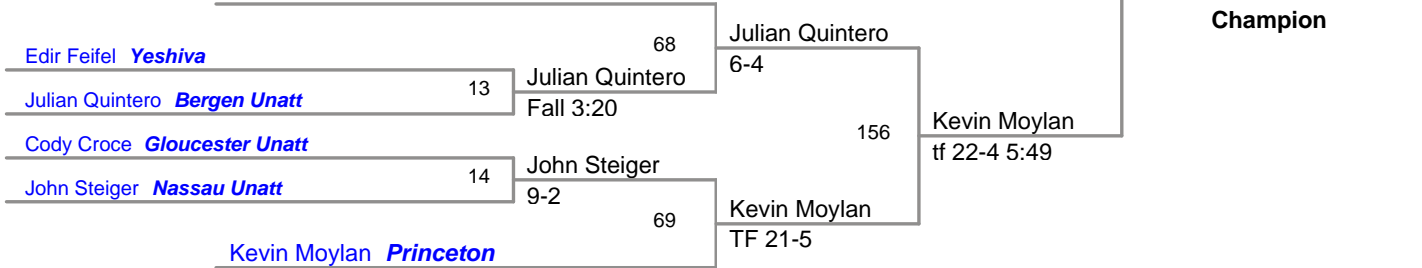 Champion
68
Julian Quintero
6-4
Edir Feifel Yeshiva
13
Julian Quintero
Fall 3:20
Julian Quintero Bergen Unatt
156
Kevin Moylan
tf 22-4 5:49
Cody Croce Gloucester Unatt
14
John Steiger
9-2
John Steiger Nassau Unatt
69
Kevin Moylan
TF 21-5
Kevin Moylan Princeton